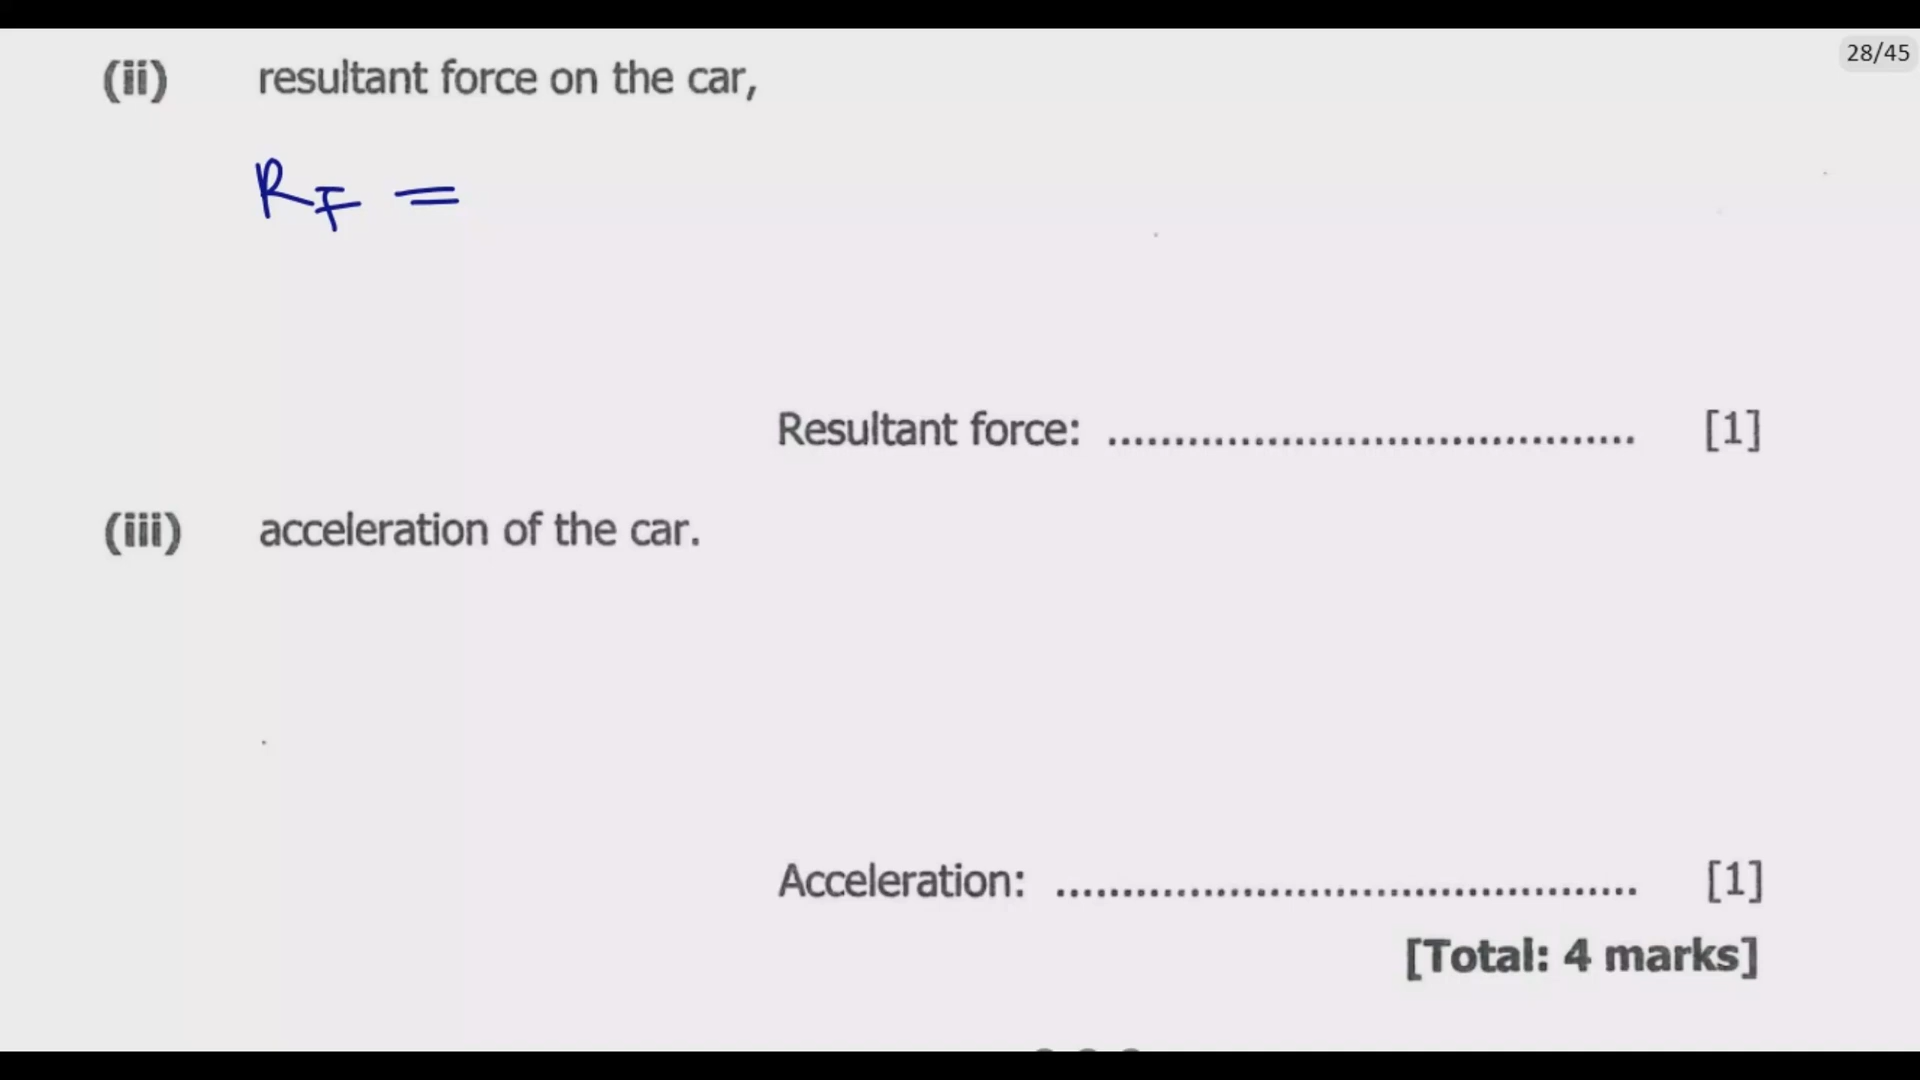 28/45
(ii) resultant force on the car,
R_F =
Resultant force: ........................................ [1]
(iii) acceleration of the car.
Acceleration: ............................................ [1]
[Total: 4 marks]